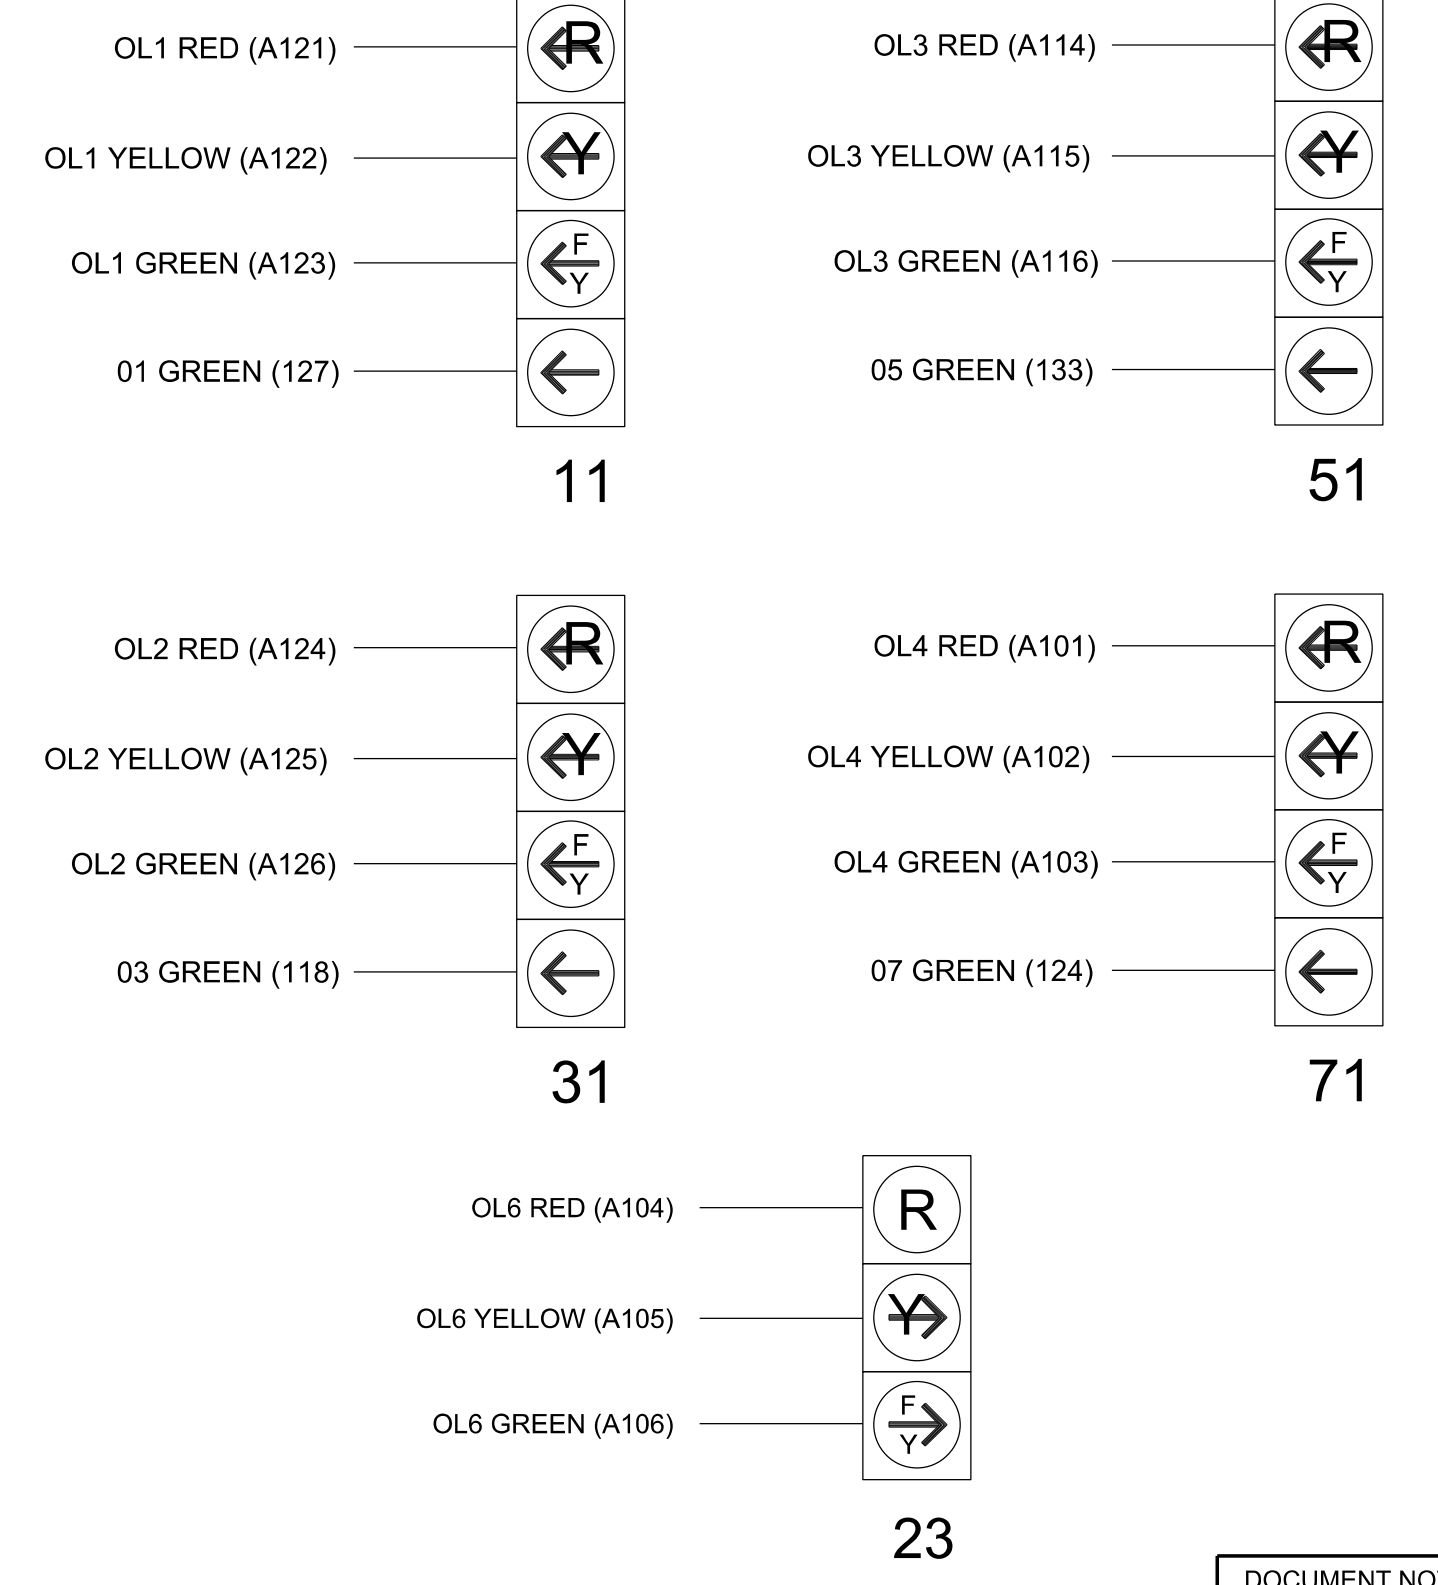 OL1 RED (A121)
R
OL1 YELLOW (A122)
Y
OL1 GREEN (A123)
F
Y
01 GREEN (127)
11
OL3 RED (A114)
R
OL3 YELLOW (A115)
Y
OL3 GREEN (A116)
F
Y
05 GREEN (133)
51
OL2 RED (A124)
R
OL2 YELLOW (A125)
Y
OL2 GREEN (A126)
F
Y
03 GREEN (118)
31
OL4 RED (A101)
R
OL4 YELLOW (A102)
Y
OL4 GREEN (A103)
F
Y
07 GREEN (124)
71
OL6 RED (A104)
R
OL6 YELLOW (A105)
Y
OL6 GREEN (A106)
F
Y
23
DOCUMENT